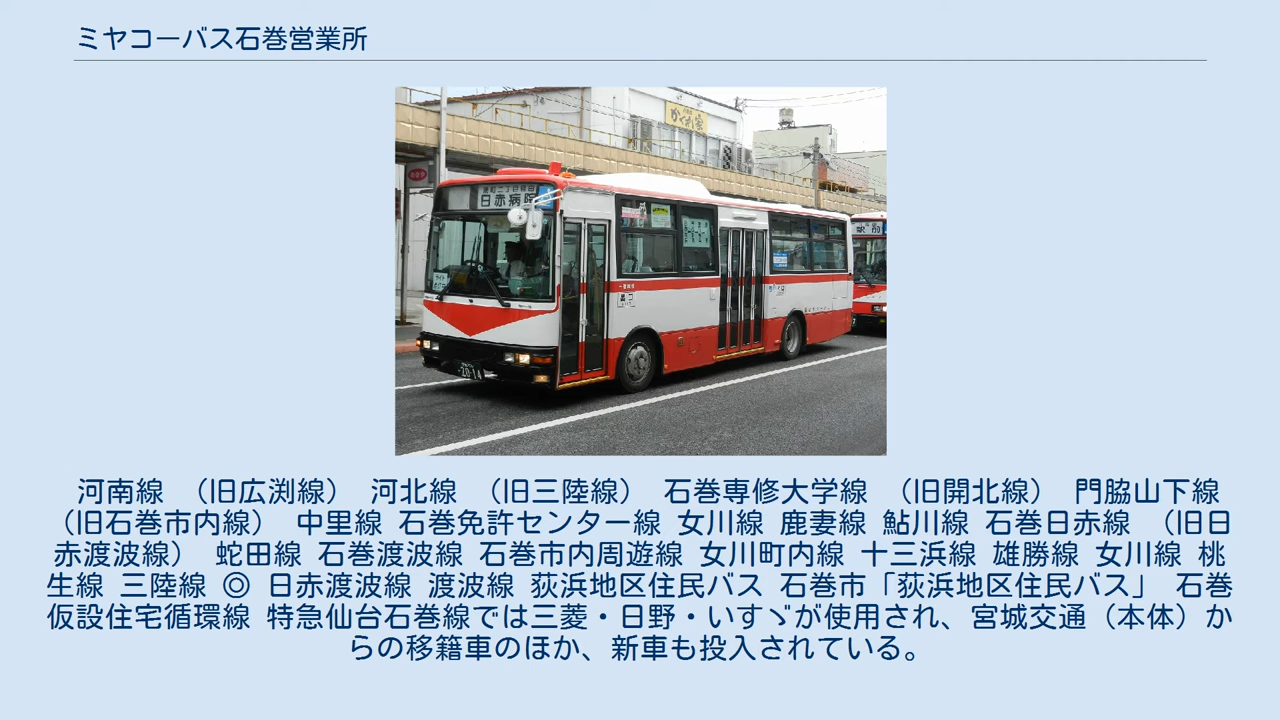 ミヤコーバス石巻営業所
かくれ家
日赤病院
2014
河南線 （旧広渕線） 河北線 （旧三陸線） 石巻専修大学線 （旧開北線） 門脇山下線
（旧石巻市内線） 中里線 石巻免許センター線 女川線 鹿妻線 鮎川線 石巻日赤線 （旧日
赤渡波線） 蛇田線 石巻渡波線 石巻市内周遊線 女川町内線 十三浜線 雄勝線 女川線 桃
生線 三陸線 ◎ 日赤渡波線 渡波線 荻浜地区住民バス 石巻市「荻浜地区住民バス」 石巻
仮設住宅循環線 特急仙台石巻線では三菱・日野・いすゞが使用され、宮城交通（本体）か
らの移籍車のほか、新車も投入されている。